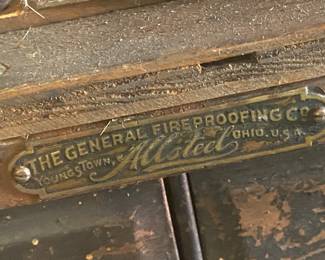 THE GENERAL FIREPROOFING CO
YOUNGSTOWN, Allsteel OHIO, U.S.A.